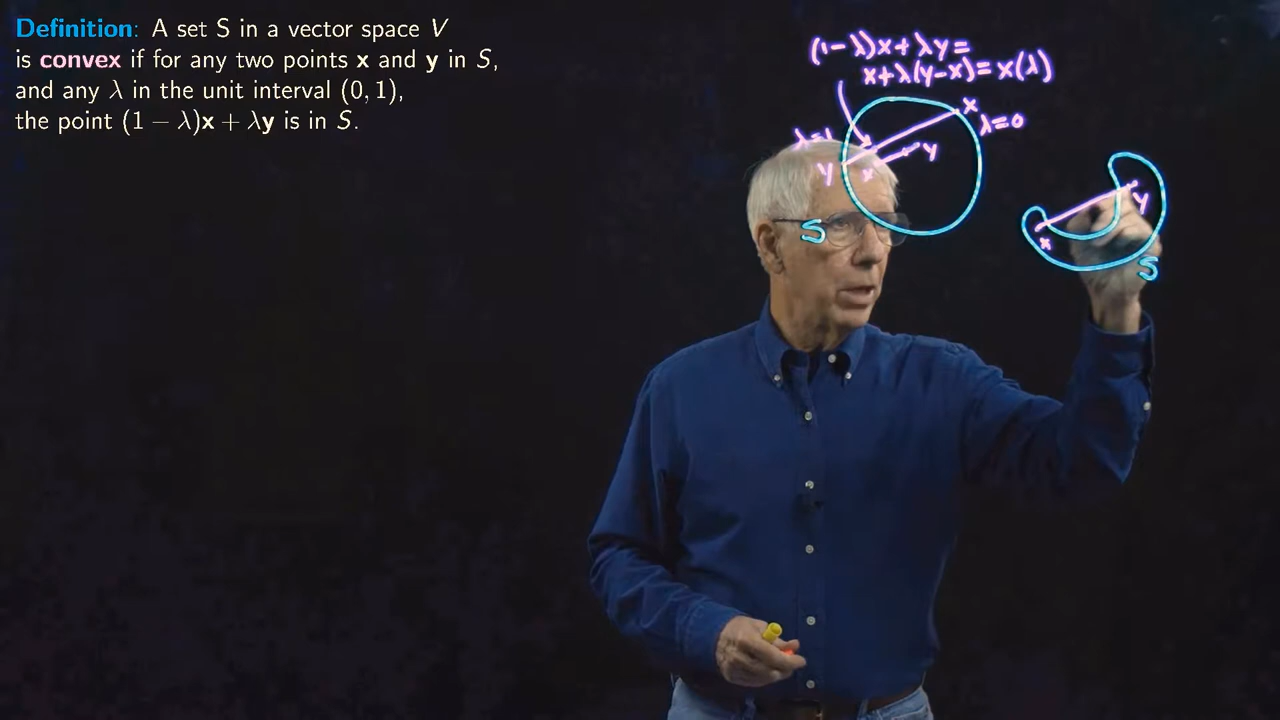 Definition: A set S in a vector space V
is convex if for any two points x and y in S,
and any λ in the unit interval (0, 1),
the point (1 − λ)x + λy is in S.
(1-λ)x+λy=
x+λ(y-x)=x(λ)
x
λ=0
λ=1
y
y
x
S
y
x
S